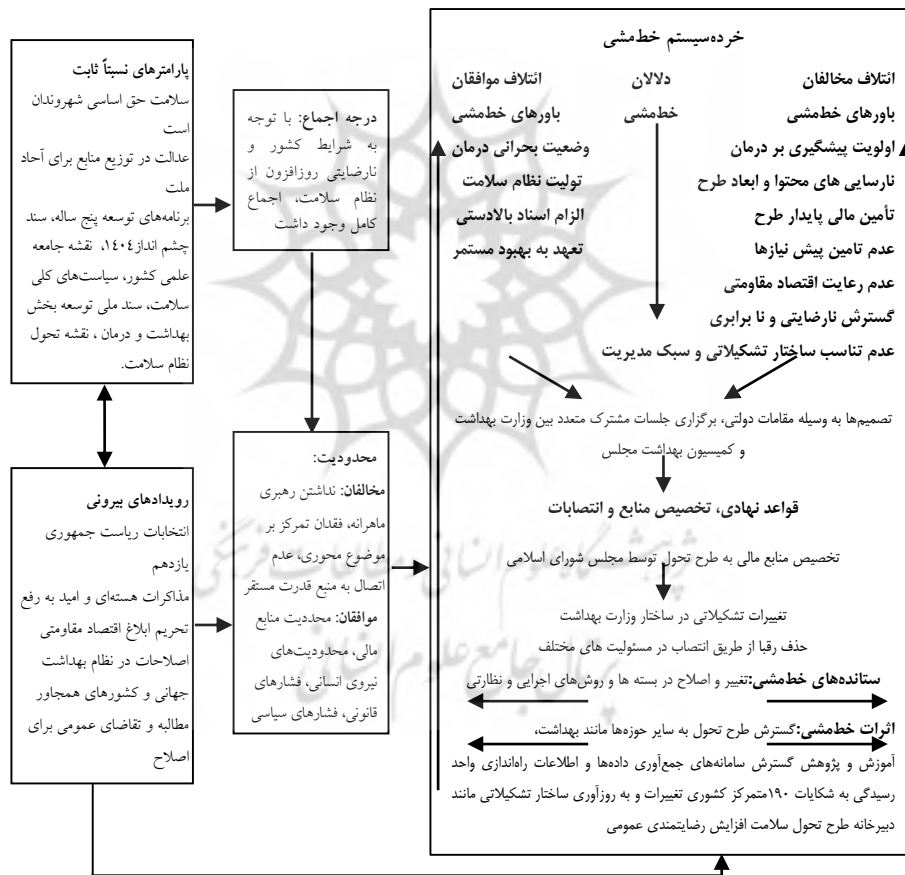 پارامترهای نسبتاً ثابت
سلامت حق اساسی شهروندان
است
عدالت در توزیع منابع برای آحاد
ملت
برنامه‌های توسعه پنج ساله، سند
چشم انداز۱۴۰۴، نقشه جامعه
علمی کشور، سیاست‌های کلی
سلامت، سند ملی توسعه بخش
بهداشت و درمان ، نقشه تحول
نظام سلامت.
رویدادهای بیرونی
انتخابات ریاست جمهوری
یازدهم
مذاکرات هسته‌ای و امید به رفع
تحریم ابلاغ اقتصاد مقاومتی
اصلاحات در نظام بهداشت
جهانی و کشورهای همجاور
مطالبه و تقاضای عمومی برای
اصلاح
درجه اجماع: با توجه
به شرایط کشور و
نارضایتی روزافزون از
نظام سلامت، اجماع
کامل وجود داشت
محدودیت:
مخالفان: نداشتن رهبری
ماهرانه، فقدان تمرکز بر
موضوع محوری، عدم
اتصال به منبع قدرت مستقر
موافقان: محددیت منابع
مالی، محدودیت‌های
نیروی انسانی، فشارهای
قانونی، فشارهای سیاسی
خرده‌سیستم خط‌مشی
ائتلاف مخالفان
باورهای خط‌مشی
اولویت پیشگیری بر درمان
نارسایی های محتوا و ابعاد طرح
تأمین مالی پایدار طرح
عدم تامین پیش نیازها
عدم رعایت اقتصاد مقاومتی
گسترش نارضایتی و نا برابری
عدم تناسب ساختار تشکیلاتی و سبک مدیریت
دلالان
خط‌مشی
ائتلاف موافقان
باورهای خط‌مشی
وضعیت بحرانی درمان
تولیت نظام سلامت
الزام اسناد بالادستی
تعهد به بهبود مستمر
تصمیم‌ها به وسیله مقامات دولتی، برگزاری جلسات مشترک متعدد بین وزارت بهداشت
و کمیسیون بهداشت مجلس
قواعد نهادی، تخصیص منابع و انتصابات
تخصیص منابع مالی به طرح تحول توسط مجلس شورای اسلامی
تغییرات تشکیلاتی در ساختار وزارت بهداشت
حذف رقبا از طریق انتصاب در مسئولیت های مختلف
ستانده‌های خط‌مشی:تغییر و اصلاح در بسته ها و روش‌های اجرایی و نظارتی
اثرات خط‌مشی:گسترش طرح تحول به سایر حوزه‌ها مانند بهداشت،
آموزش و پژوهش گسترش سامانه‌های جمع‌آوری داده‌ها و اطلاعات راه‌اندازی واحد
رسیدگی به شکایات ۱۹۰متمرکز کشوری تغییرات و به روزآوری ساختار تشکیلاتی مانند
دبیرخانه طرح تحول سلامت افزایش رضایتمندی عمومی
پژوهشگاه علوم انسانی و مطالعات فرهنگی
پرتال جامع علوم انسانی